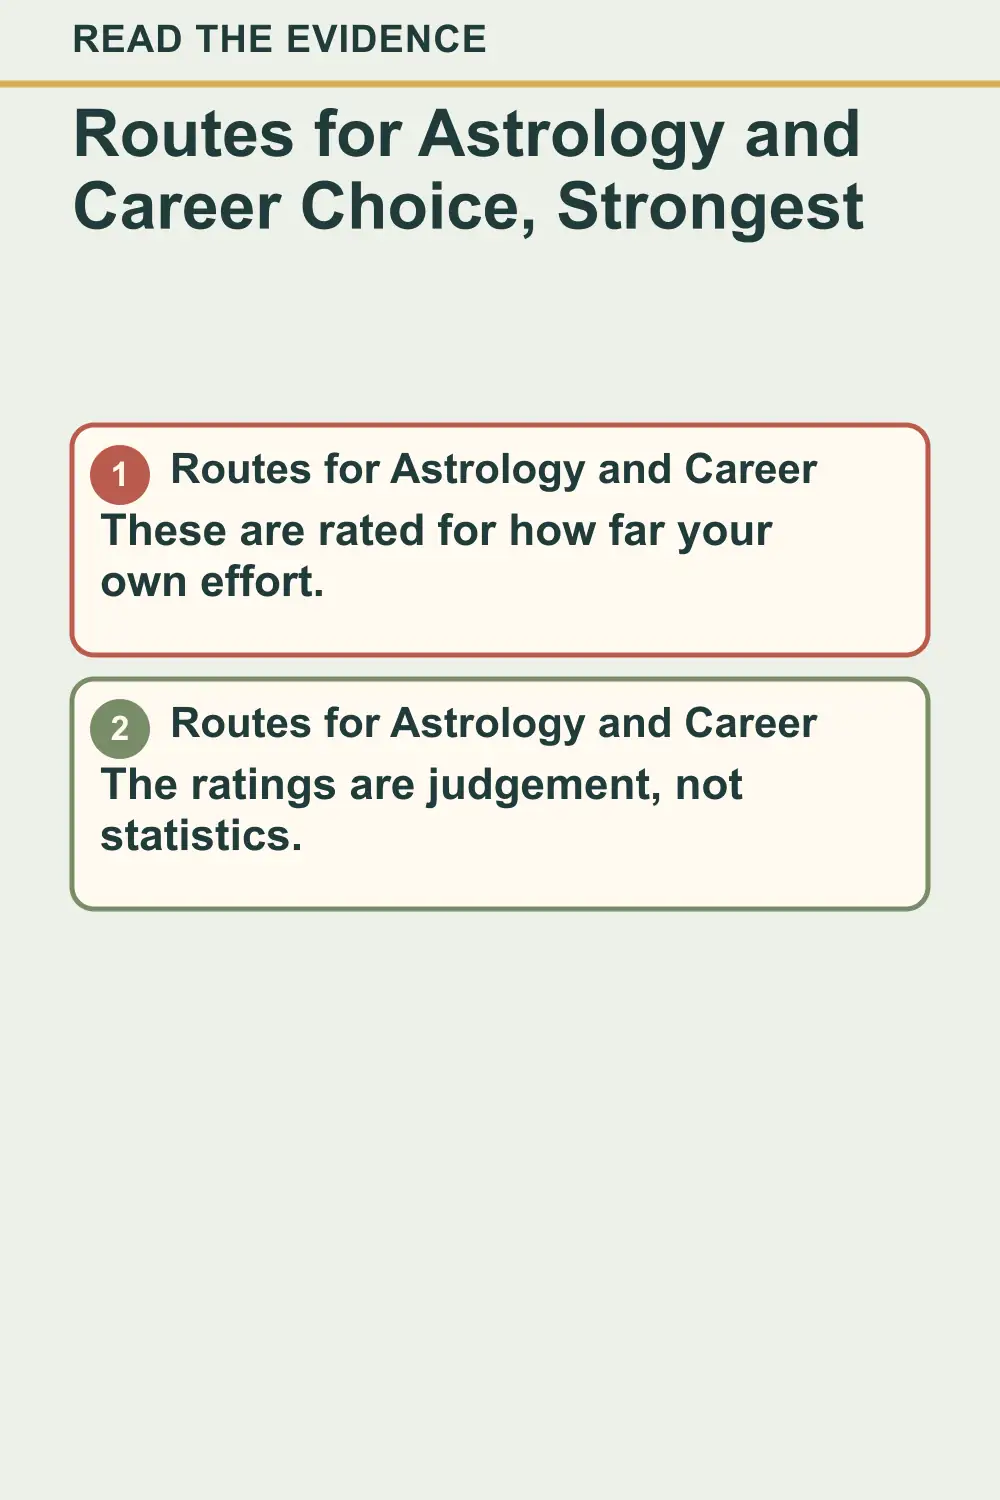 READ THE EVIDENCE
Routes for Astrology and
Career Choice, Strongest
1
Routes for Astrology and Career
These are rated for how far your
own effort.
2
Routes for Astrology and Career
The ratings are judgement, not
statistics.